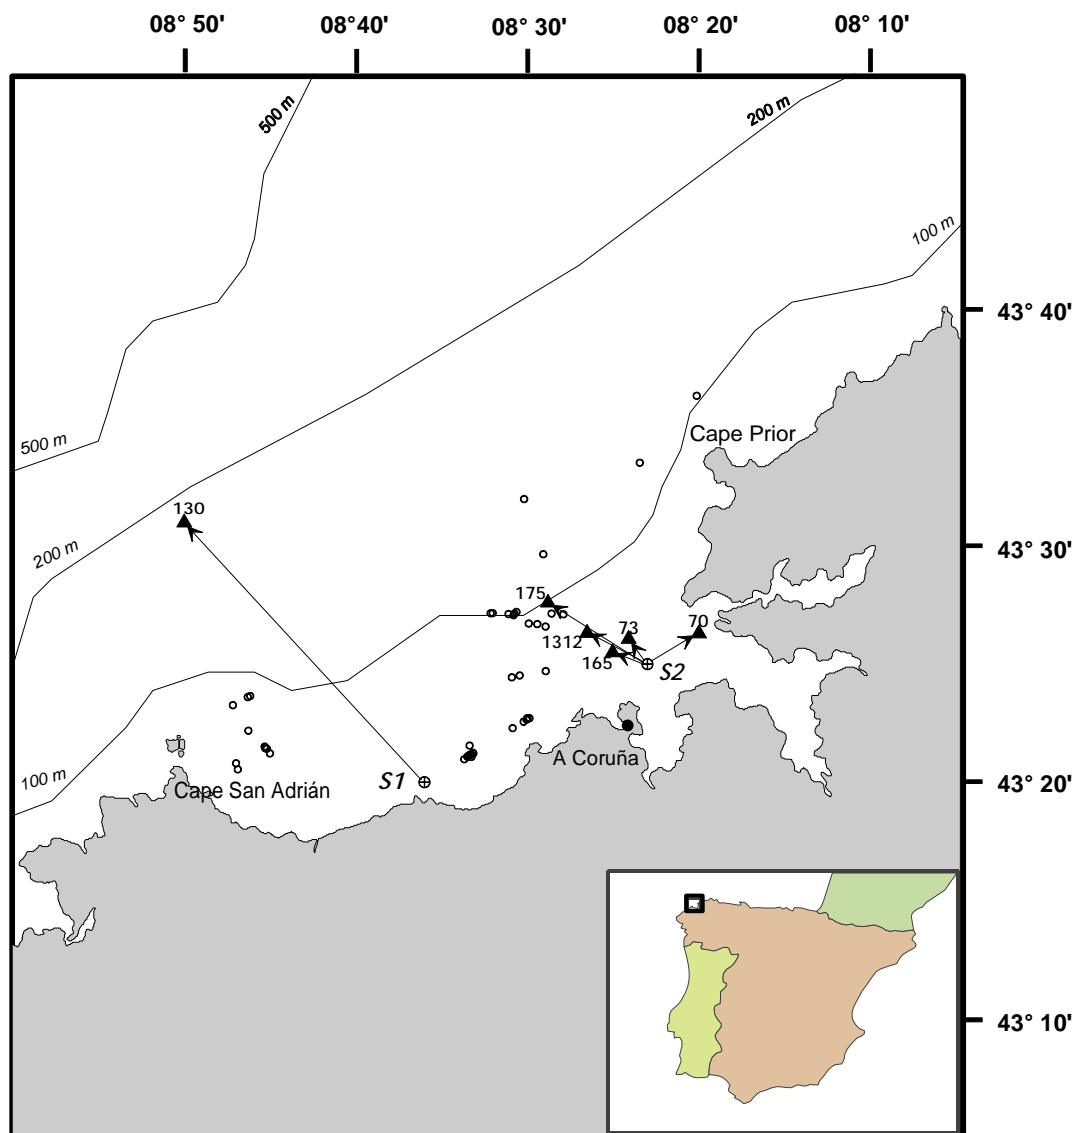 08° 50' 08° 40' 08° 30' 08° 20' 08° 10'
500 m
200 m
100 m
43° 40'
Cape Prior
500 m
130
43° 30'
200 m
175
73
70
1312
165
S2
A Coruña
100 m
S1
43° 20'
Cape San Adrián
43° 10'